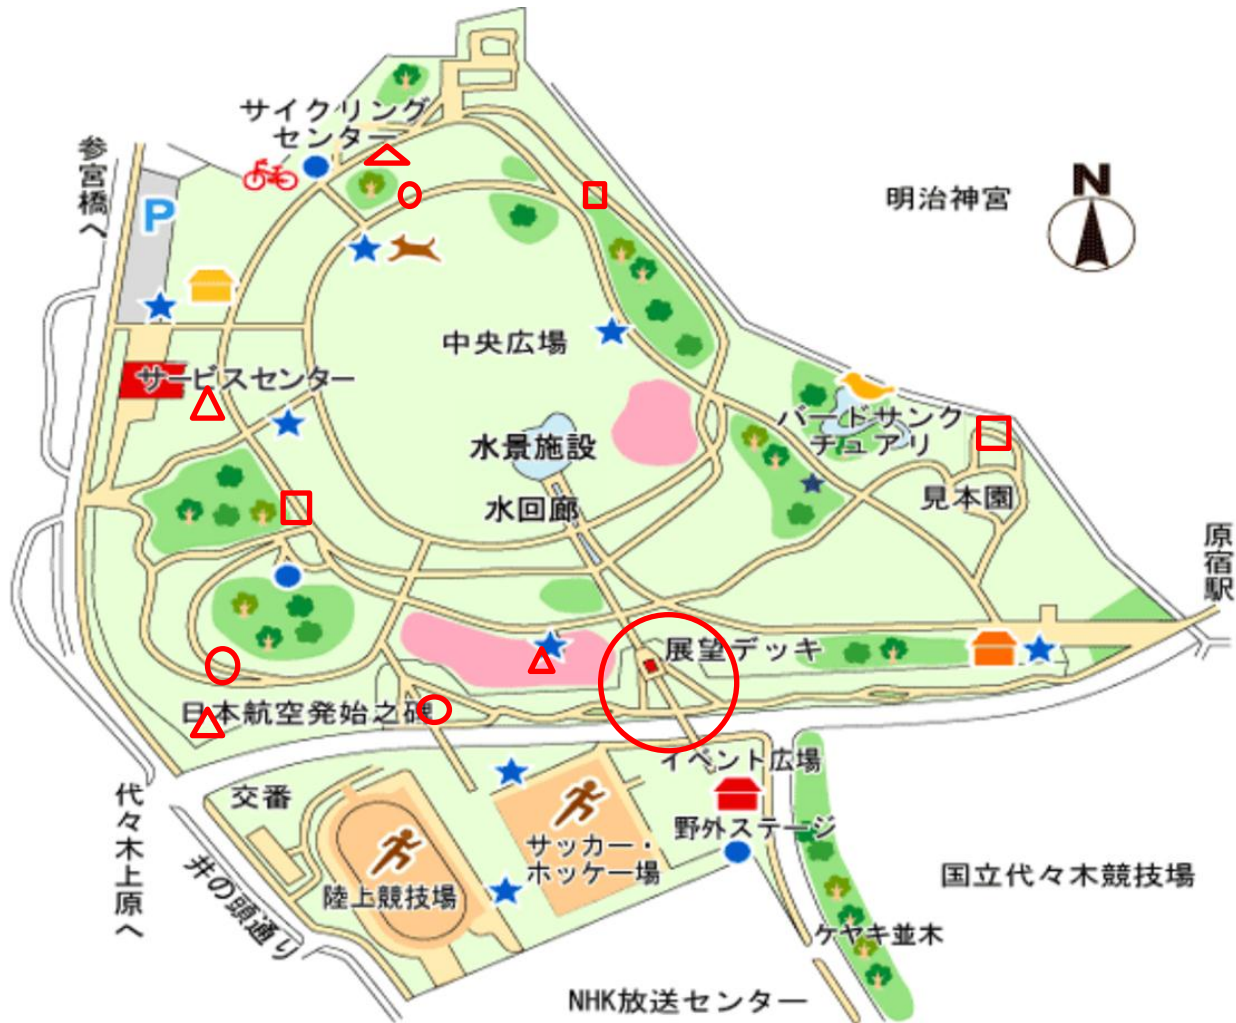 サイクリング
センター
参宮橋へ
P
明治神宮
N
中央広場
サービスセンター
バードサンク
チュアリ
水景施設
水回廊
見本園
原宿駅
展望デッキ
日本航空発始之碑
イベント広場
交番
代々木上原へ
井の頭通り
野外ステージ
サッカー・
ホッケー場
陸上競技場
国立代々木競技場
ケヤキ並木
NHK放送センター